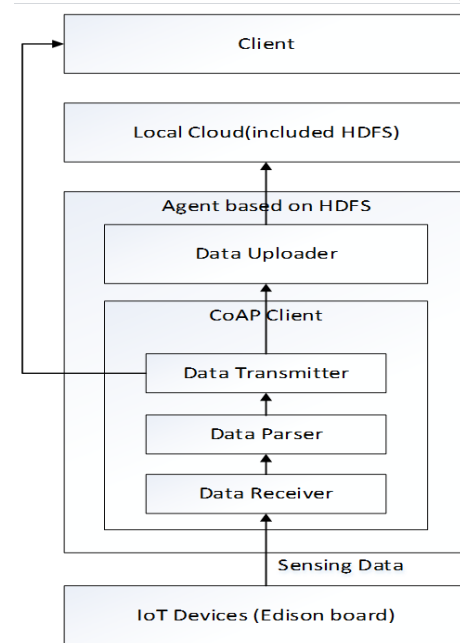 Client
Local Cloud(included HDFS)
Agent based on HDFS
Data Uploader
CoAP Client
Data Transmitter
Data Parser
Data Receiver
Sensing Data
IoT Devices (Edison board)